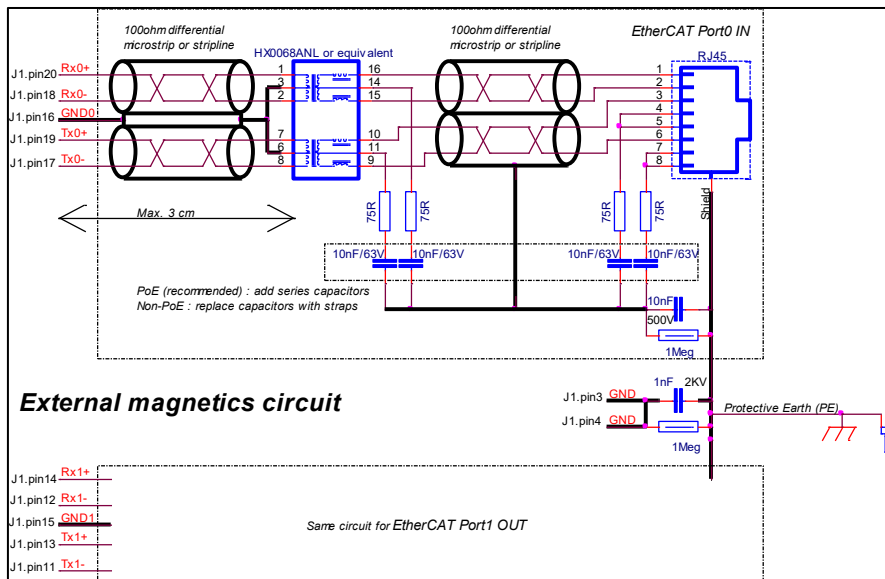 100ohm differential
microstrip or stripline
100ohm differential
microstrip or stripline
EtherCAT Port0 IN
HX0068ANL or equivalent
RJ45
J1.pin20 Rx0+
J1.pin18 Rx0-
J1.pin16 GND0
J1.pin19 Tx0+
J1.pin17 Tx0-
1 16
3 14
2 15
7 10
6 11
8 9
1
2
3
4
5
6
7
8
Shield
Max. 3 cm
75R 75R 75R 75R
10nF/63V 10nF/63V 10nF/63V 10nF/63V
PoE (recommended) : add series capacitors
Non-PoE : replace capacitors with straps
10nF
500V
1Meg
External magnetics circuit
J1.pin3 GND
J1.pin4 GND
1nF 2KV
1Meg
Protective Earth (PE)
J1.pin14 Rx1+
J1.pin12 Rx1-
J1.pin15 GND1
J1.pin13 Tx1+
J1.pin11 Tx1-
Same circuit for EtherCAT Port1 OUT